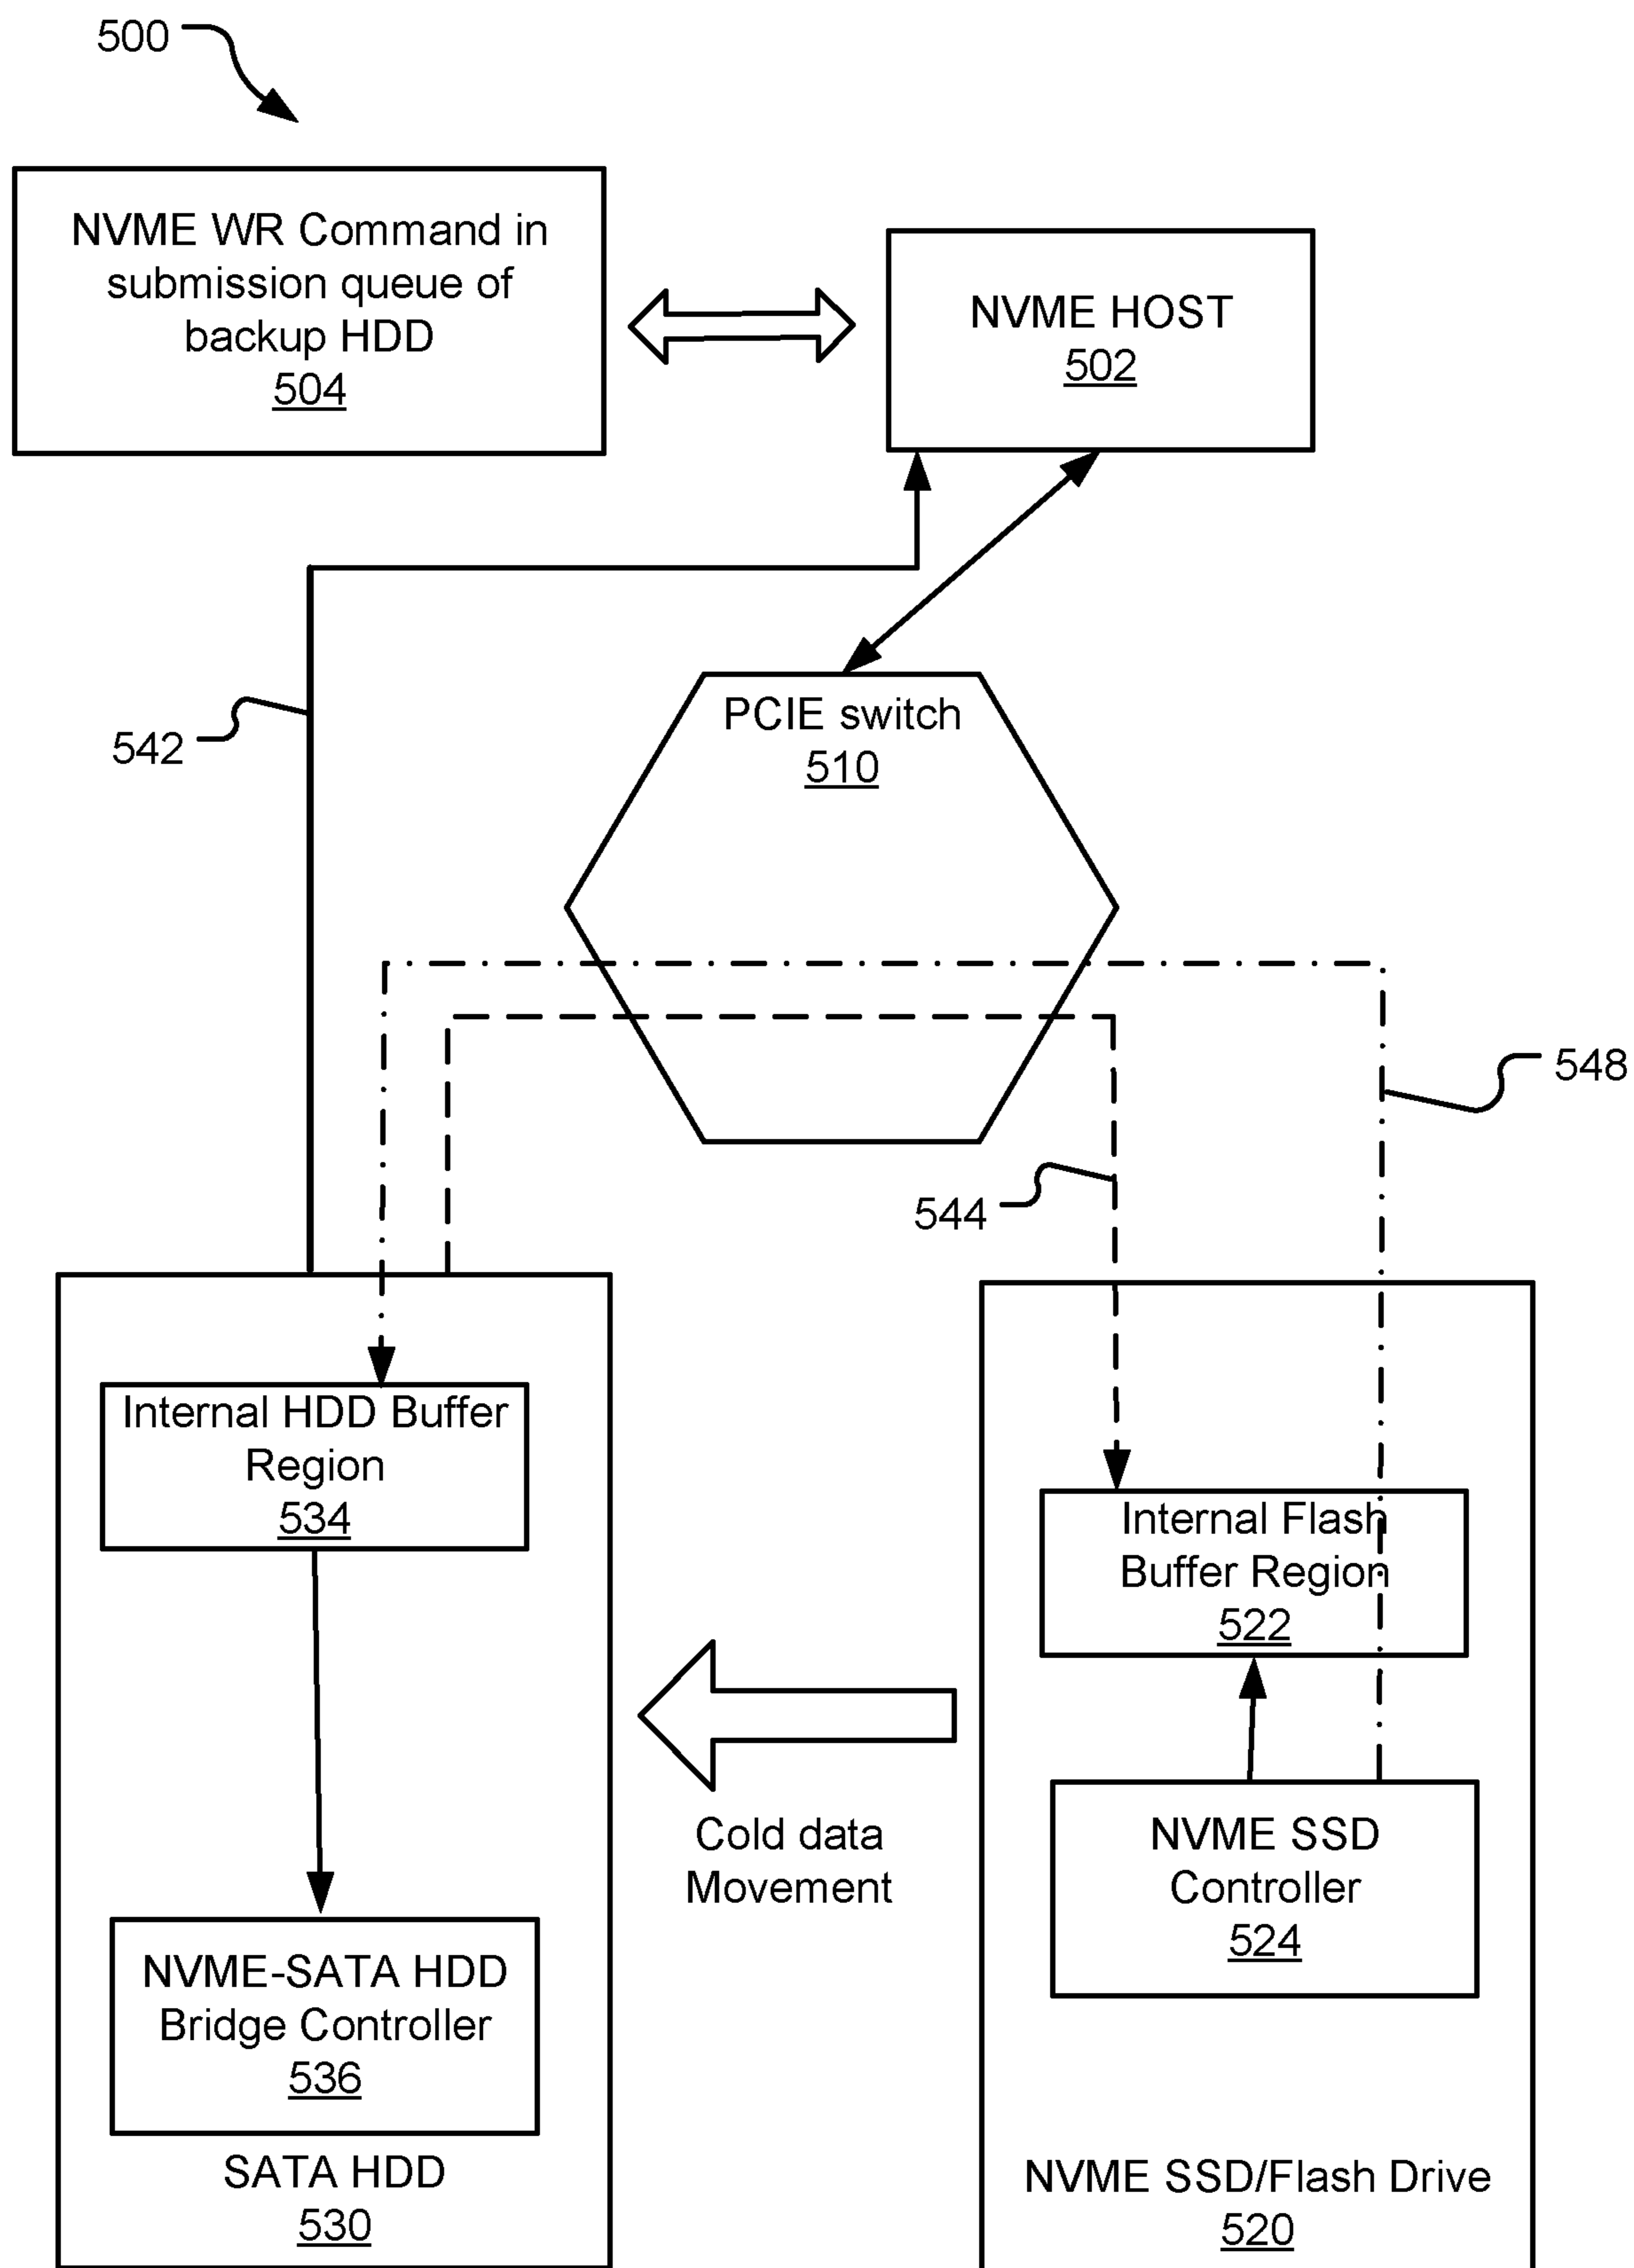 500
NVME WR Command in
submission queue of
backup HDD
504
NVME HOST
502
PCIE switch
510
542
548
544
Internal HDD Buffer
Region
534
Internal Flash
Buffer Region
522
Cold data
Movement
NVME SSD
Controller
524
NVME-SATA HDD
Bridge Controller
536
SATA HDD
530
NVME SSD/Flash Drive
520